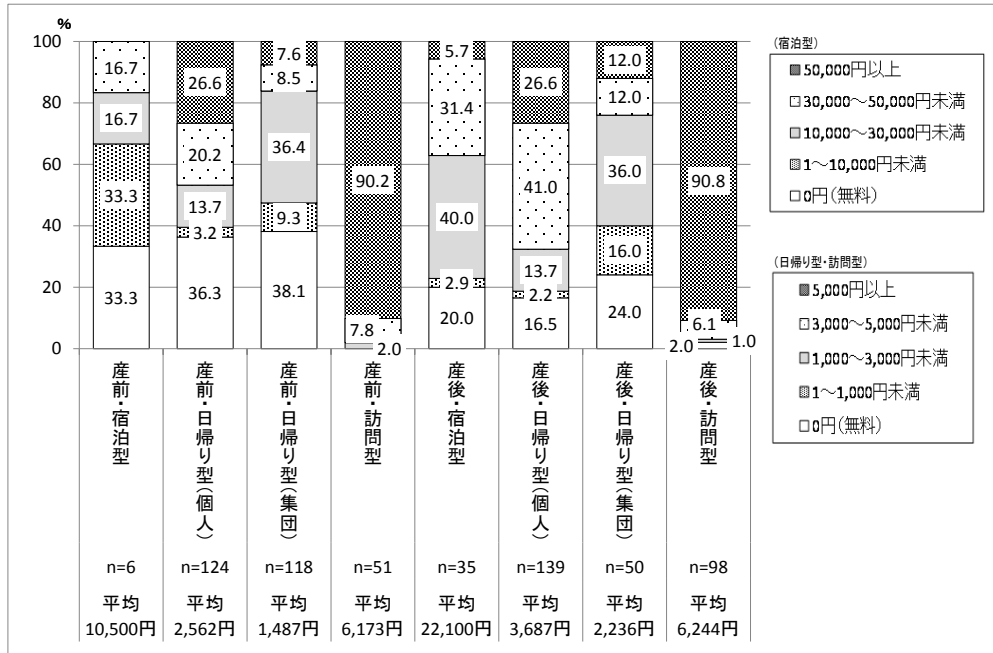 %
100
80
60
40
20
0
16.7
16.7
33.3
33.3
26.6
20.2
13.7
3.2
36.3
7.6
8.5
36.4
9.3
38.1
90.2
7.8
2.0
5.7
31.4
40.0
2.9
20.0
26.6
41.0
13.7
2.2
16.5
12.0
12.0
36.0
16.0
24.0
90.8
6.1
1.0
2.0
産前・宿泊型
産前・日帰り型(個人)
産前・日帰り型(集団)
産前・訪問型
産後・宿泊型
産後・日帰り型(個人)
産後・日帰り型(集団)
産後・訪問型
n=6 n=124 n=118 n=51 n=35 n=139 n=50 n=98
平均 平均 平均 平均 平均 平均 平均 平均
10,500円 2,562円 1,487円 6,173円 22,100円 3,687円 2,236円 6,244円
(宿泊型)
50,000円以上
30,000～50,000円未満
10,000～30,000円未満
1～10,000円未満
0円(無料)
(日帰り型・訪問型)
5,000円以上
3,000～5,000円未満
1,000～3,000円未満
1～1,000円未満
0円(無料)